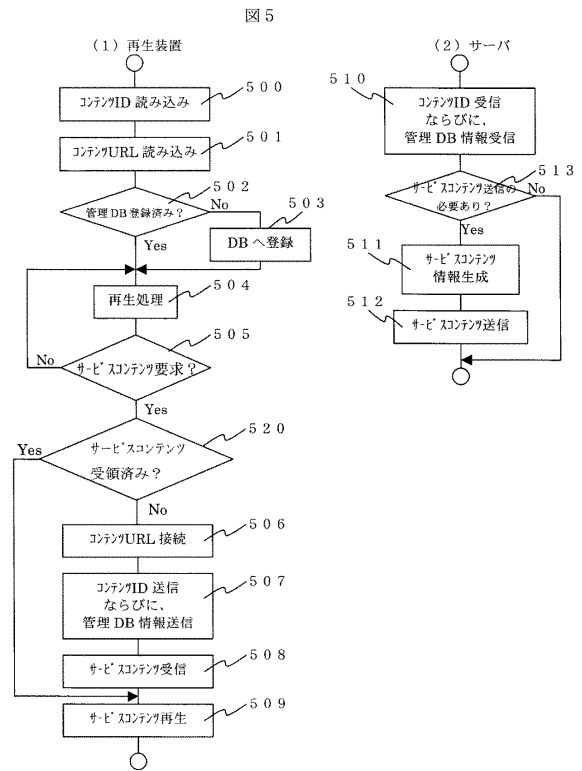 図5
(1)再生装置
500
ｺﾝﾃﾝﾂID 読み込み
501
ｺﾝﾃﾝﾂURL 読み込み
502
管理DB登録済み?
No
Yes
503
DBへ登録
504
再生処理
505
ｻｰﾋﾞｽコンテンツ要求?
No
Yes
520
ｻｰﾋﾞｽコンテンツ
受領済み?
Yes
No
506
ｺﾝﾃﾝﾂURL 接続
507
ｺﾝﾃﾝﾂID 送信
ならびに、
管理DB 情報送信
508
ｻｰﾋﾞｽコンテンツ受信
509
ｻｰﾋﾞｽコンテンツ再生
(2)サーバ
510
ｺﾝﾃﾝﾂID 受信
ならびに、
管理DB 情報受信
513
ｻｰﾋﾞｽコンテンツ送信の
必要あり?
No
Yes
511
ｻｰﾋﾞｽコンテンツ
情報生成
512
ｻｰﾋﾞｽコンテンツ送信